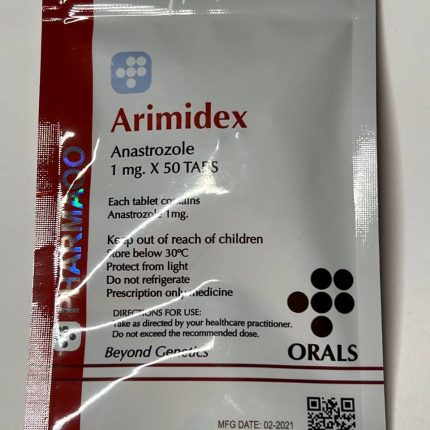 Arimidex
Anastrozole
1 mg. X 50 TABS
Each tablet contains
Anastrozole 1mg.
Keep out of reach of children
Store below 30ºC
Protect from light
Do not refrigerate
Prescription only medicine
DIRECTIONS FOR USE:
Take as directed by your healthcare practitioner.
Do not exceed the recommended dose.
Beyond Genetics
ORALS
MFG DATE: 02-2021
PHARMAQO